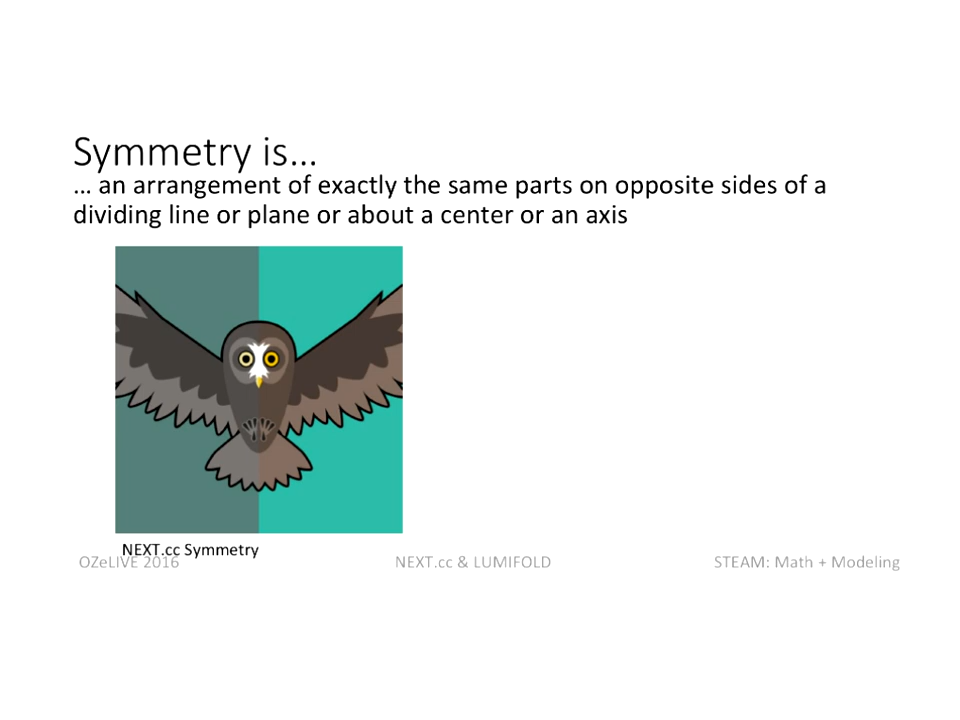 Symmetry is...
... an arrangement of exactly the same parts on opposite sides of a
dividing line or plane or about a center or an axis
NEXT.cc Symmetry
OZeLIVE 2016
NEXT.cc & LUMIFOLD
STEAM: Math + Modeling